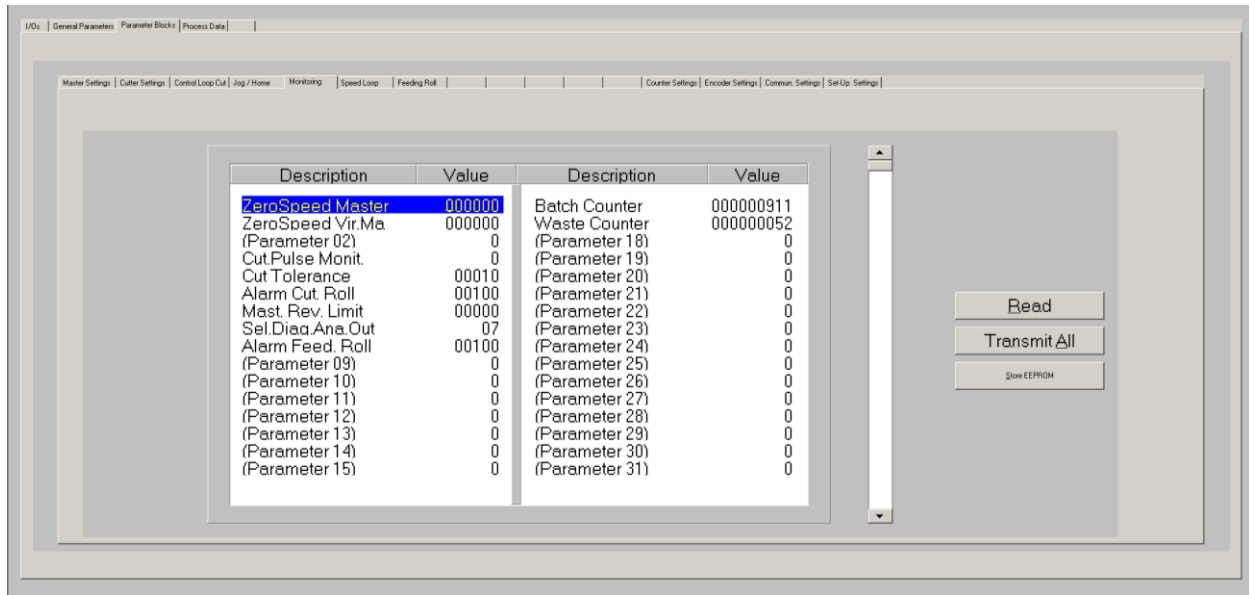 I/Os General Parameters Parameter Blocks Process Data
Master Settings Cutter Settings Control Loop Cut Jog / Home Monitoring Speed Loop Feeding Roll Counter Settings Encoder Settings Commun. Settings Set-Up Settings
Description Value Description Value
ZeroSpeed Master 000000 Batch Counter 000000911
ZeroSpeed Vir.Ma 000000 Waste Counter 000000052
(Parameter 02) 0 (Parameter 18) 0
Cut.Pulse Monit. 0 (Parameter 19) 0
Cut Tolerance 00010 (Parameter 20) 0
Alarm Cut. Roll 00100 (Parameter 21) 0
Mast. Rev. Limit 00000 (Parameter 22) 0
Sel.Diag.Ana.Out 07 (Parameter 23) 0
Alarm Feed. Roll 00100 (Parameter 24) 0
(Parameter 09) 0 (Parameter 25) 0
(Parameter 10) 0 (Parameter 26) 0
(Parameter 11) 0 (Parameter 27) 0
(Parameter 12) 0 (Parameter 28) 0
(Parameter 13) 0 (Parameter 29) 0
(Parameter 14) 0 (Parameter 30) 0
(Parameter 15) 0 (Parameter 31) 0
Read
Transmit All
Store EEPROM